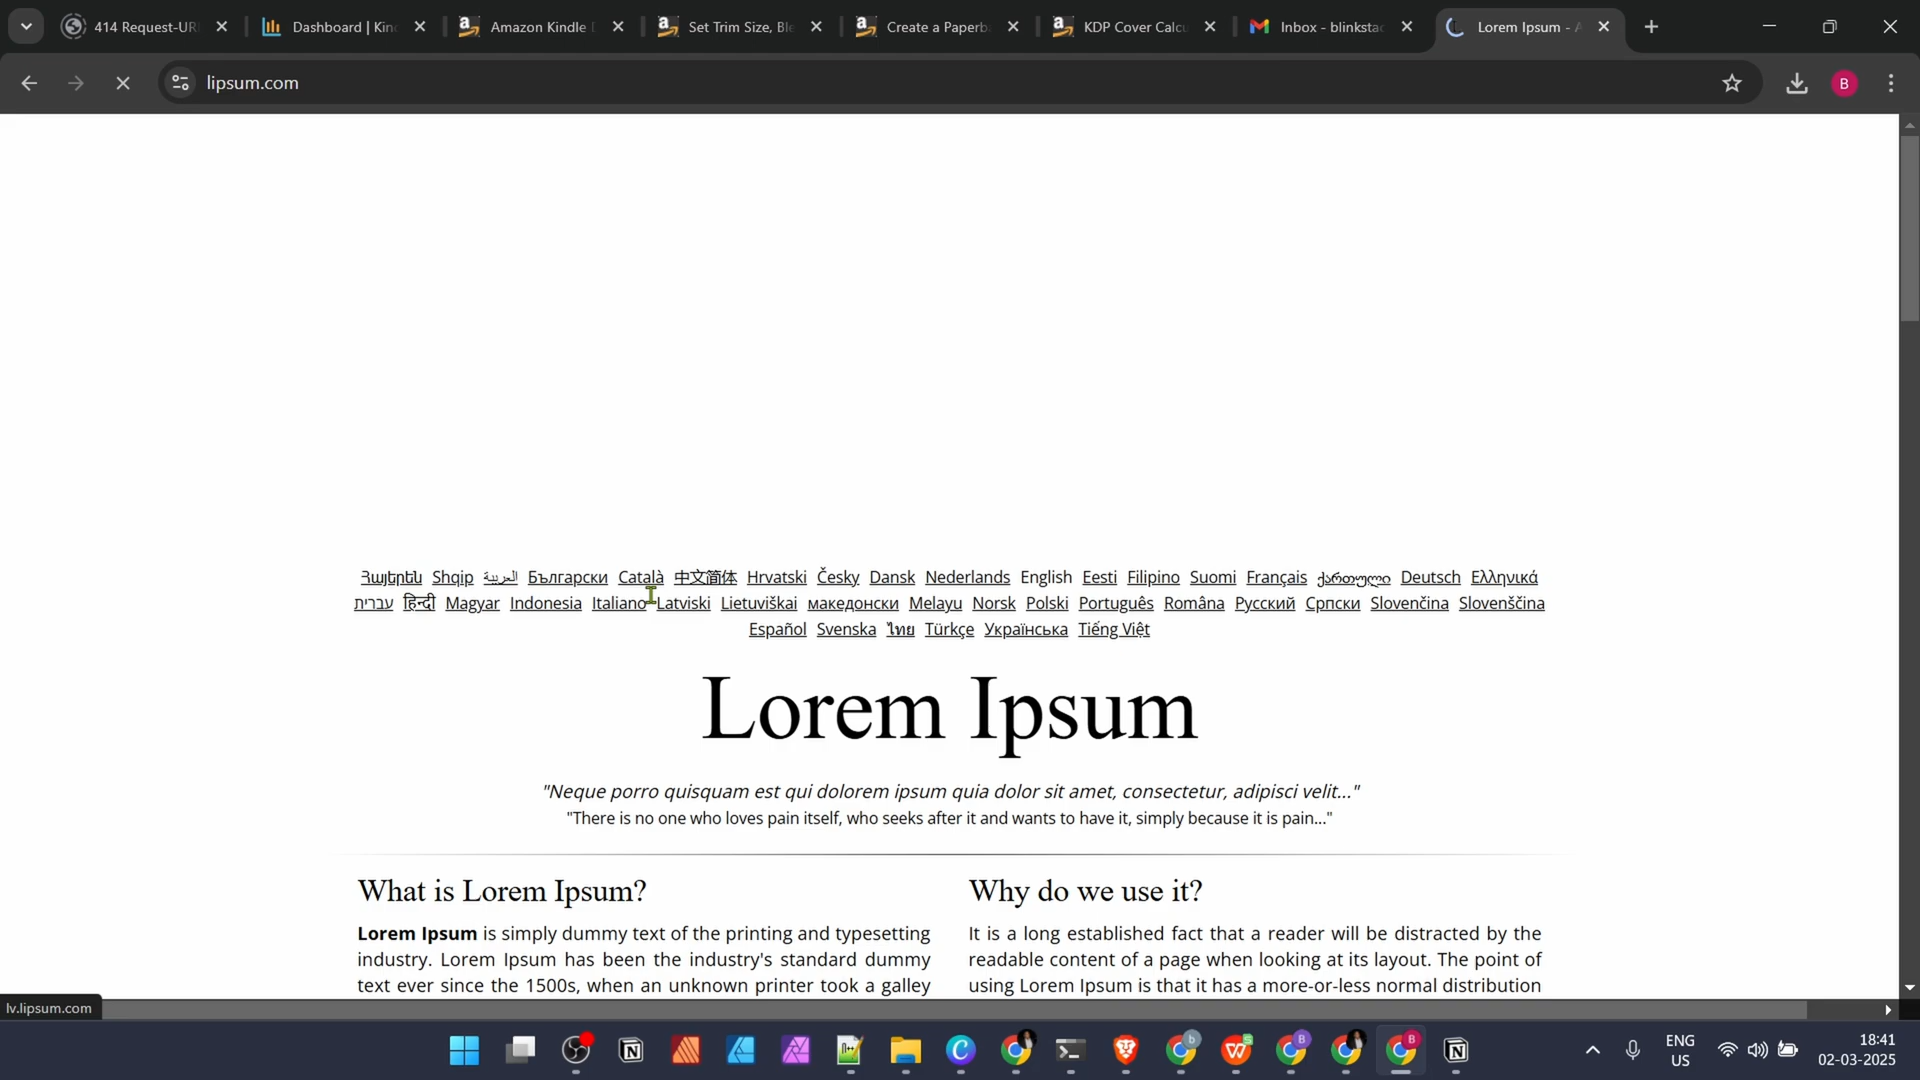 414 Request-UR
Dashboard | Kin
Amazon Kindle
Set Trim Size, Ble
Create a Paperb
KDP Cover Calcu
Inbox - blinkstac
Lorem Ipsum - A
lipsum.com
B
Հայերեն Shqip العربية Български Català 中文简体 Hrvatski Česky Dansk Nederlands English Eesti Filipino Suomi Français ქართული Deutsch Ελληνικά
עברית हिन्दी Magyar Indonesia Italiano Latviski Lietuviškai македонски Melayu Norsk Polski Português Româna Русский Српски Slovenčina Slovenščina
Español Svenska ไทย Türkçe Українська Tiếng Việt
Lorem Ipsum
"Neque porro quisquam est qui dolorem ipsum quia dolor sit amet, consectetur, adipisci velit..."
"There is no one who loves pain itself, who seeks after it and wants to have it, simply because it is pain..."
What is Lorem Ipsum?
Lorem Ipsum is simply dummy text of the printing and typesetting
industry. Lorem Ipsum has been the industry's standard dummy
text ever since the 1500s, when an unknown printer took a galley
Why do we use it?
It is a long established fact that a reader will be distracted by the
readable content of a page when looking at its layout. The point of
using Lorem Ipsum is that it has a more-or-less normal distribution
lv.lipsum.com
ENG
US
18:41
02-03-2025